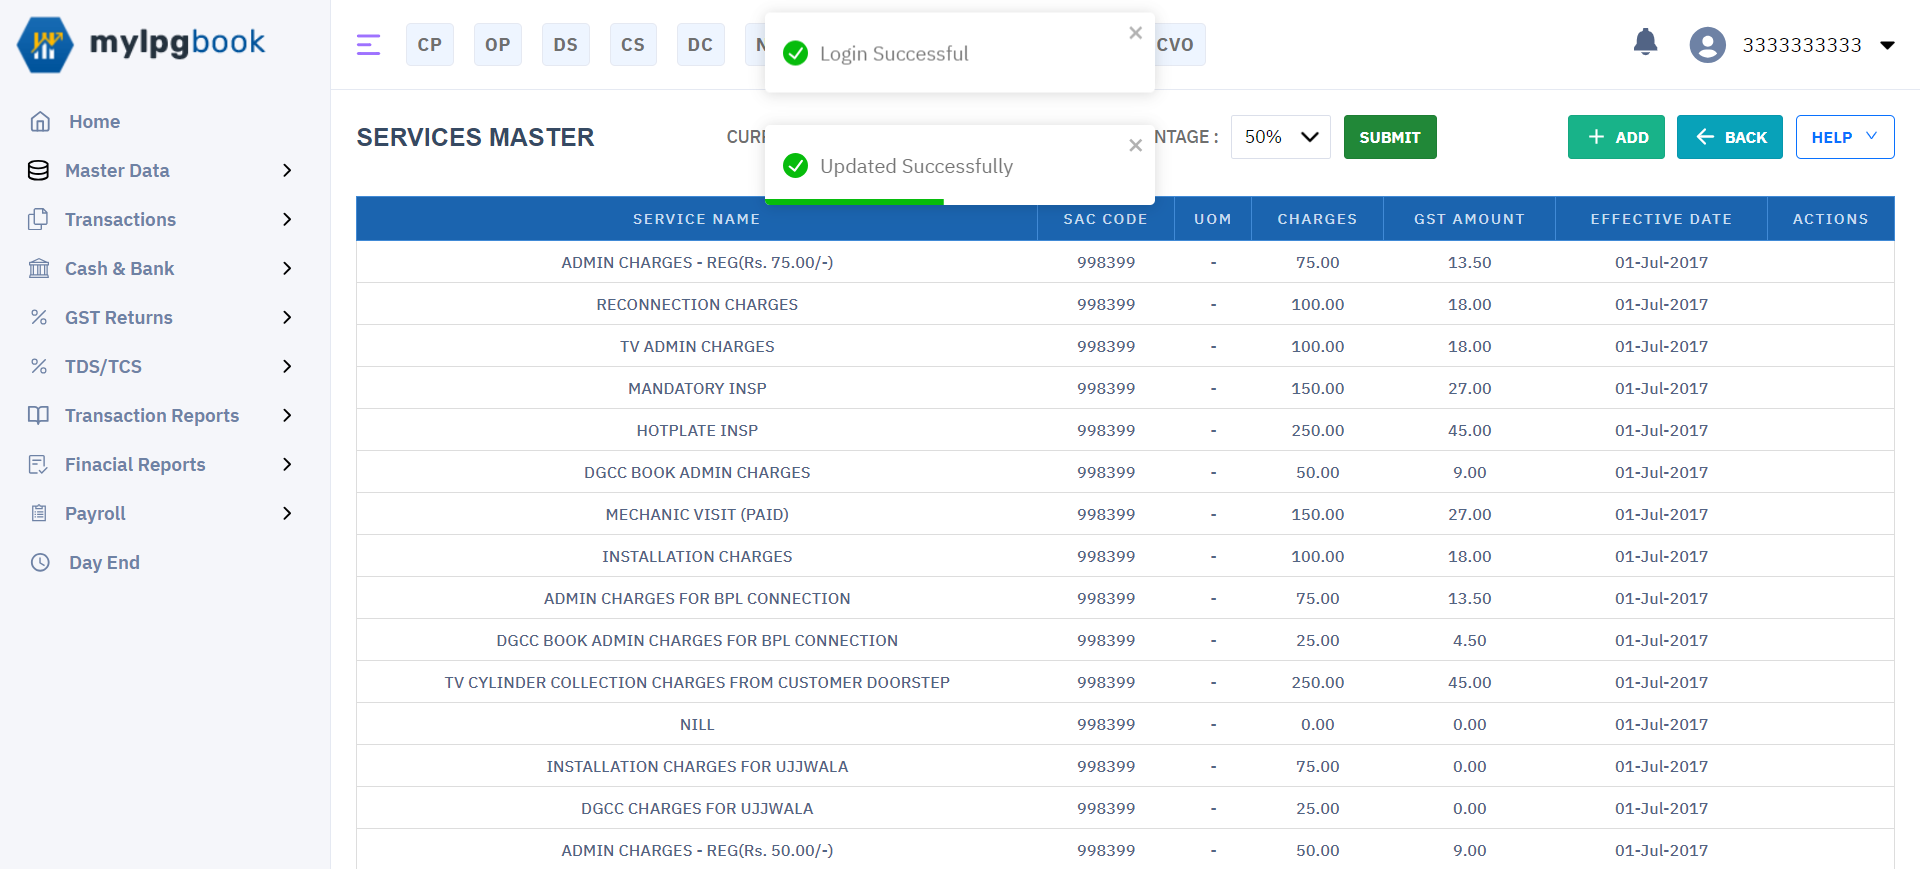 mylpgbook
CP OP DS CS DC CVO
3333333333
Login Successful
Updated Successfully
SERVICES MASTER
50%
SUBMIT
ADD
BACK
HELP
Home
Master Data
Transactions
Cash & Bank
GST Returns
TDS/TCS
Transaction Reports
Finacial Reports
Payroll
Day End
SERVICE NAME SAC CODE UOM CHARGES GST AMOUNT EFFECTIVE DATE ACTIONS
ADMIN CHARGES - REG(Rs. 75.00/-) 998399 - 75.00 13.50 01-Jul-2017
RECONNECTION CHARGES 998399 - 100.00 18.00 01-Jul-2017
TV ADMIN CHARGES 998399 - 100.00 18.00 01-Jul-2017
MANDATORY INSP 998399 - 150.00 27.00 01-Jul-2017
HOTPLATE INSP 998399 - 250.00 45.00 01-Jul-2017
DGCC BOOK ADMIN CHARGES 998399 - 50.00 9.00 01-Jul-2017
MECHANIC VISIT (PAID) 998399 - 150.00 27.00 01-Jul-2017
INSTALLATION CHARGES 998399 - 100.00 18.00 01-Jul-2017
ADMIN CHARGES FOR BPL CONNECTION 998399 - 75.00 13.50 01-Jul-2017
DGCC BOOK ADMIN CHARGES FOR BPL CONNECTION 998399 - 25.00 4.50 01-Jul-2017
TV CYLINDER COLLECTION CHARGES FROM CUSTOMER DOORSTEP 998399 - 250.00 45.00 01-Jul-2017
NILL 998399 - 0.00 0.00 01-Jul-2017
INSTALLATION CHARGES FOR UJJWALA 998399 - 75.00 0.00 01-Jul-2017
DGCC CHARGES FOR UJJWALA 998399 - 25.00 0.00 01-Jul-2017
ADMIN CHARGES - REG(Rs. 50.00/-) 998399 - 50.00 9.00 01-Jul-2017